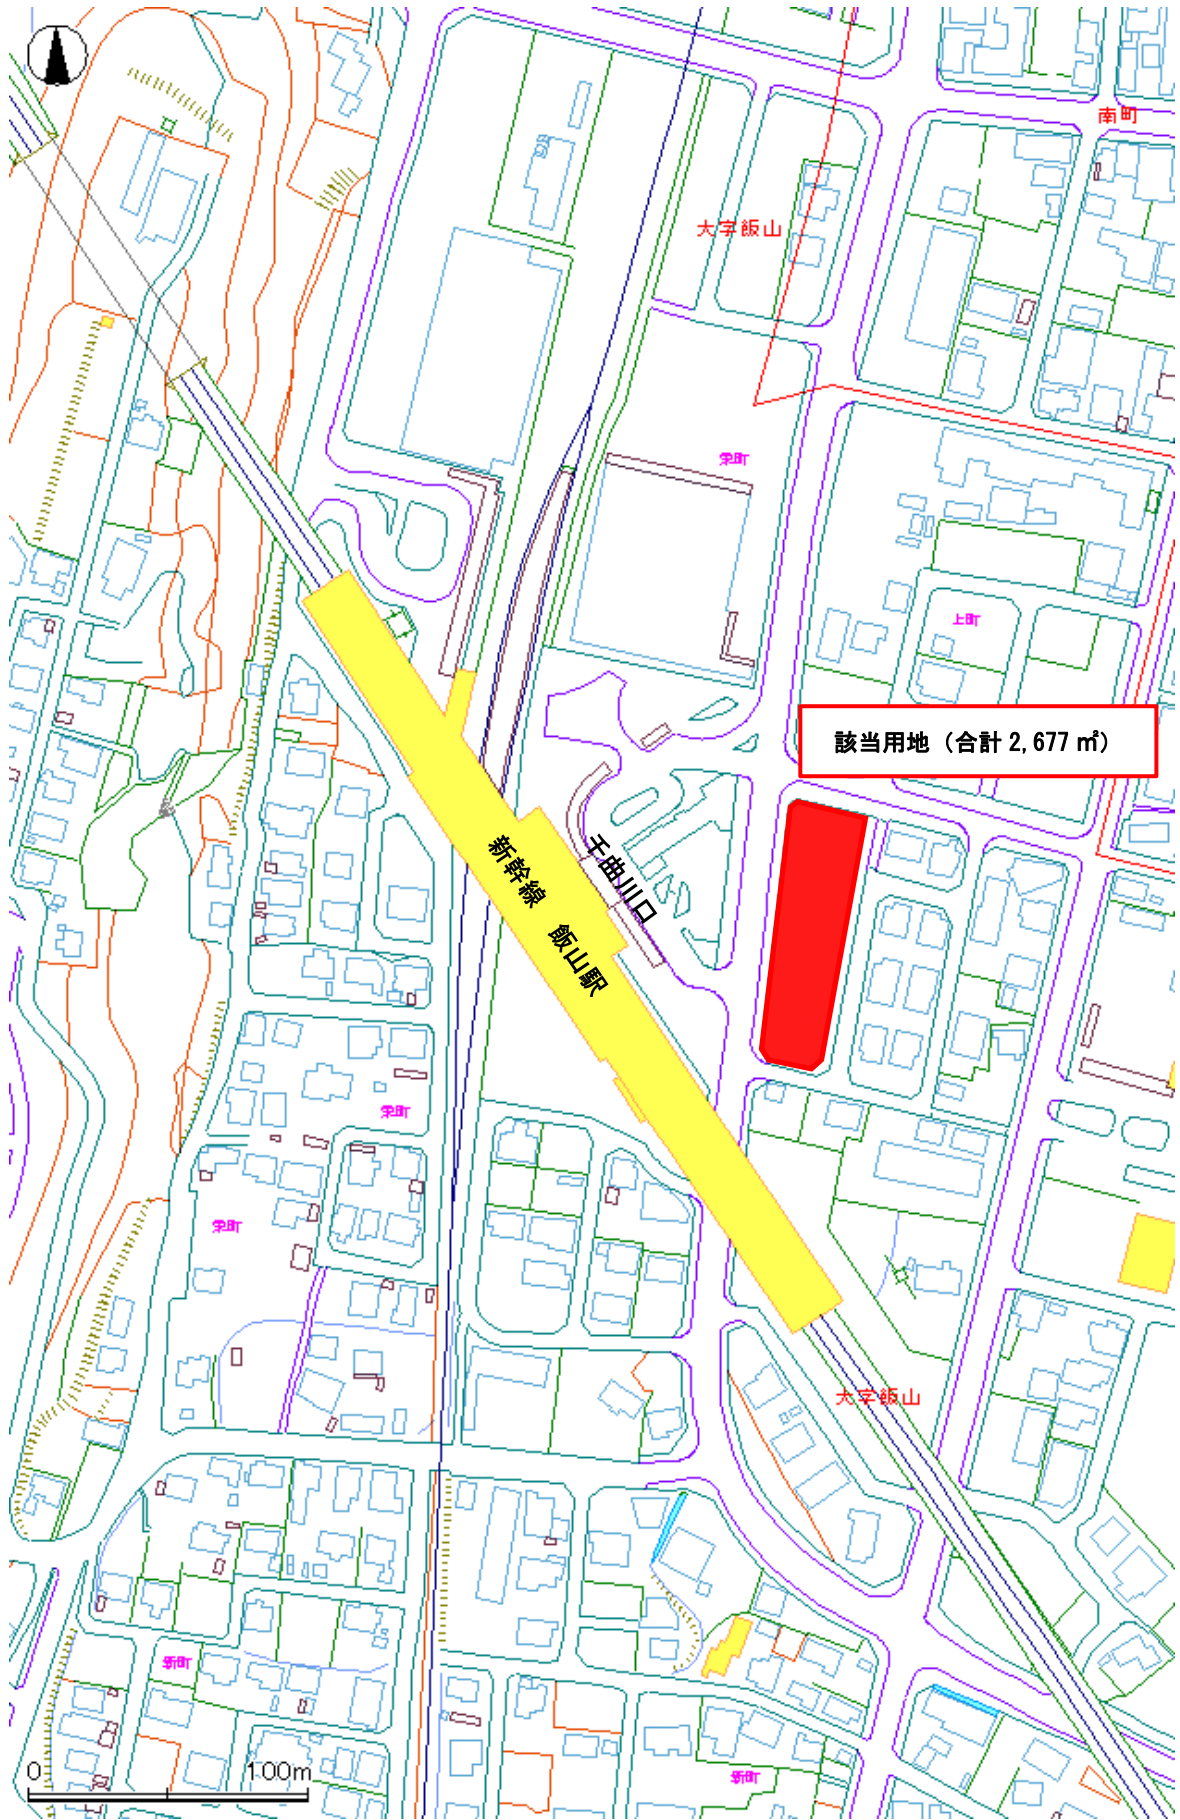 南町
大字飯山
栄町
上町
該当用地（合計 2,677 ㎡）
千曲川口
新幹線　飯山駅
栄町
栄町
大字飯山
新町
新町
0
100m